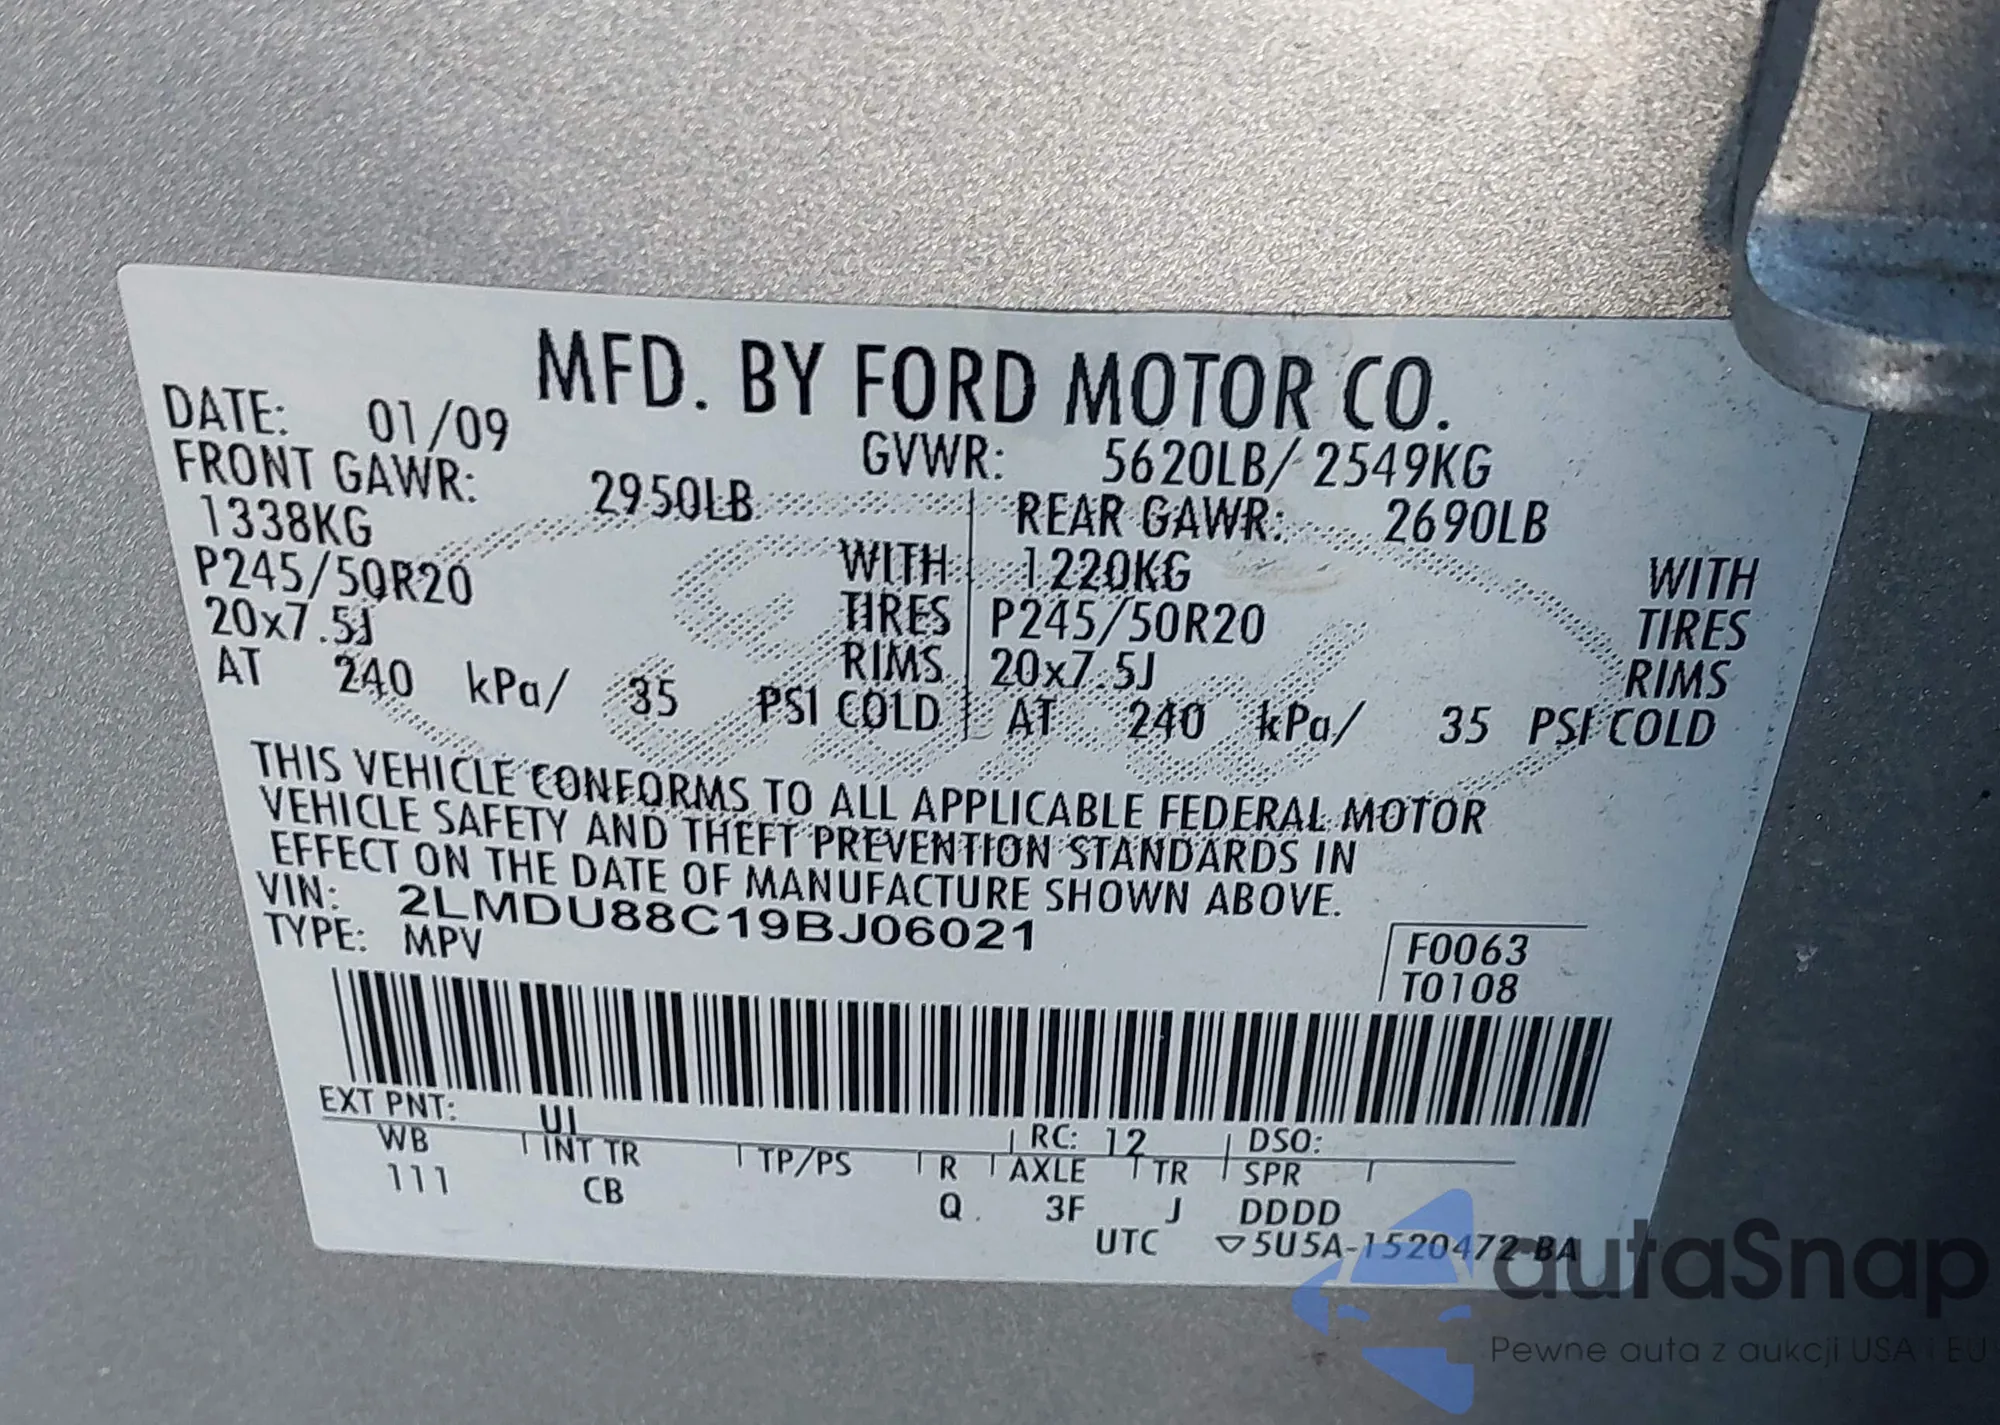 MFD. BY FORD MOTOR CO.
DATE: 01/09
GVWR: 5620LB/ 2549KG
FRONT GAWR: 2950LB
1338KG WITH
P245/50R20 TIRES
20x7.5J RIMS
AT 240 kPa/ 35 PSI COLD
REAR GAWR: 2690LB
1220KG WITH
P245/50R20 TIRES
20x7.5J RIMS
AT 240 kPa/ 35 PSI COLD
THIS VEHICLE CONFORMS TO ALL APPLICABLE FEDERAL MOTOR
VEHICLE SAFETY AND THEFT PREVENTION STANDARDS IN
EFFECT ON THE DATE OF MANUFACTURE SHOWN ABOVE.
VIN: 2LMDU88C19BJ06021
TYPE: MPV
F0063
T0108
EXT PNT: UI RC: 12 DSO:
WB INT TR TP/PS R AXLE TR SPR
111 CB Q 3F J DDDD
UTC ▽5U5A-1520472-BA
autaSnap
Pewne auta z aukcji USA i EU